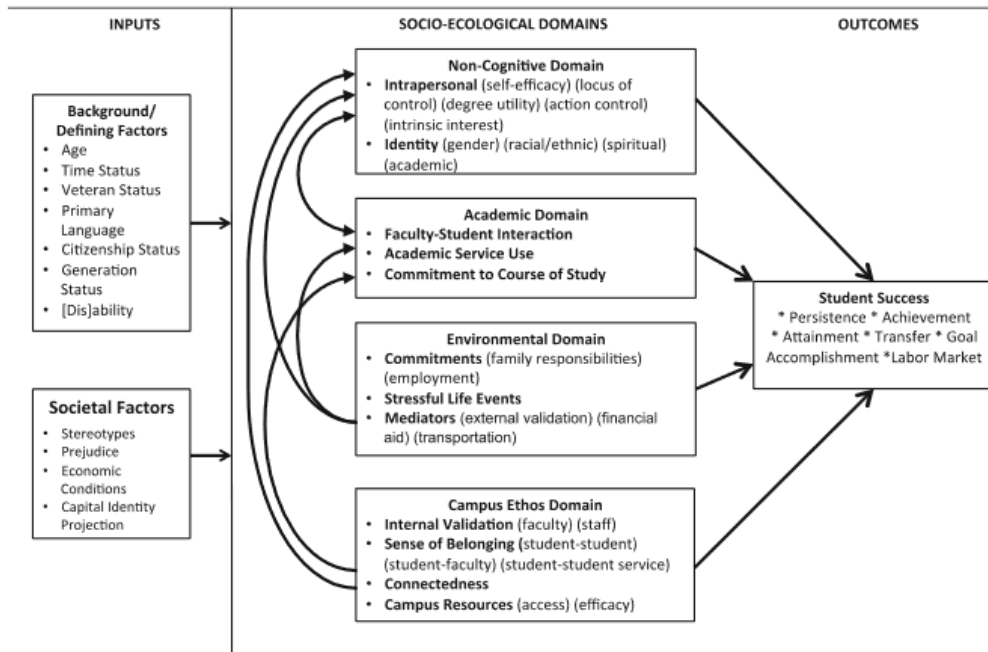 INPUTS
SOCIO-ECOLOGICAL DOMAINS
OUTCOMES
Background/
Defining Factors
• Age
• Time Status
• Veteran Status
• Primary
Language
• Citizenship Status
• Generation
Status
• [Dis]ability
Societal Factors
• Stereotypes
• Prejudice
• Economic
Conditions
• Capital Identity
Projection
Non-Cognitive Domain
• Intrapersonal (self-efficacy) (locus of
control) (degree utility) (action control)
(intrinsic interest)
• Identity (gender) (racial/ethnic) (spiritual)
(academic)
Academic Domain
• Faculty-Student Interaction
• Academic Service Use
• Commitment to Course of Study
Environmental Domain
• Commitments (family responsibilities)
(employment)
• Stressful Life Events
• Mediators (external validation) (financial
aid) (transportation)
Campus Ethos Domain
• Internal Validation (faculty) (staff)
• Sense of Belonging (student-student)
(student-faculty) (student-student service)
• Connectedness
• Campus Resources (access) (efficacy)
Student Success
* Persistence * Achievement
* Attainment * Transfer * Goal
Accomplishment *Labor Market